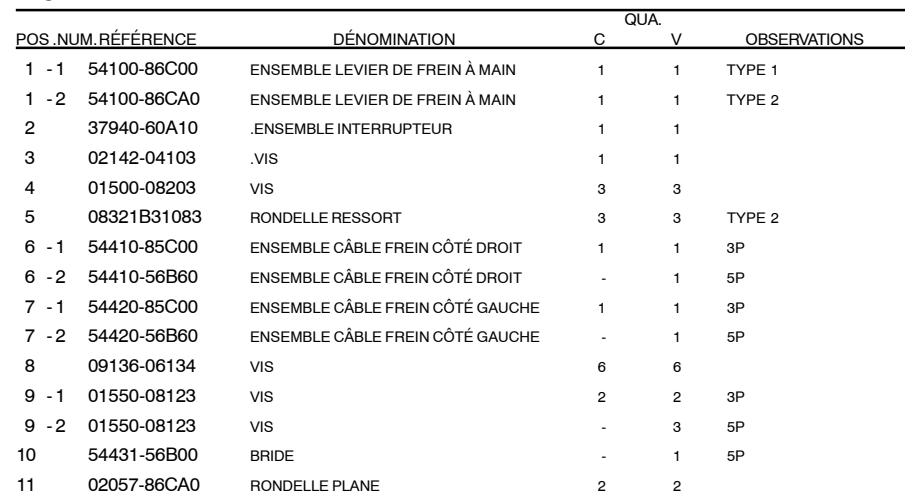 QUA.
POS .NUM. RÉFÉRENCE DÉNOMINATION C V OBSERVATIONS
1 -1 54100-86C00 ENSEMBLE LEVIER DE FREIN À MAIN 1 1 TYPE 1
1 -2 54100-86CA0 ENSEMBLE LEVIER DE FREIN À MAIN 1 1 TYPE 2
2 37940-60A10 .ENSEMBLE INTERRUPTEUR 1 1
3 02142-04103 .VIS 1 1
4 01500-08203 VIS 3 3
5 08321B31083 RONDELLE RESSORT 3 3 TYPE 2
6 -1 54410-85C00 ENSEMBLE CÂBLE FREIN CÔTÉ DROIT 1 1 3P
6 -2 54410-56B60 ENSEMBLE CÂBLE FREIN CÔTÉ DROIT - 1 5P
7 -1 54420-85C00 ENSEMBLE CÂBLE FREIN CÔTÉ GAUCHE 1 1 3P
7 -2 54420-56B60 ENSEMBLE CÂBLE FREIN CÔTÉ GAUCHE - 1 5P
8 09136-06134 VIS 6 6
9 -1 01550-08123 VIS 2 2 3P
9 -2 01550-08123 VIS - 3 5P
10 54431-56B00 BRIDE - 1 5P
11 02057-86CA0 RONDELLE PLANE 2 2